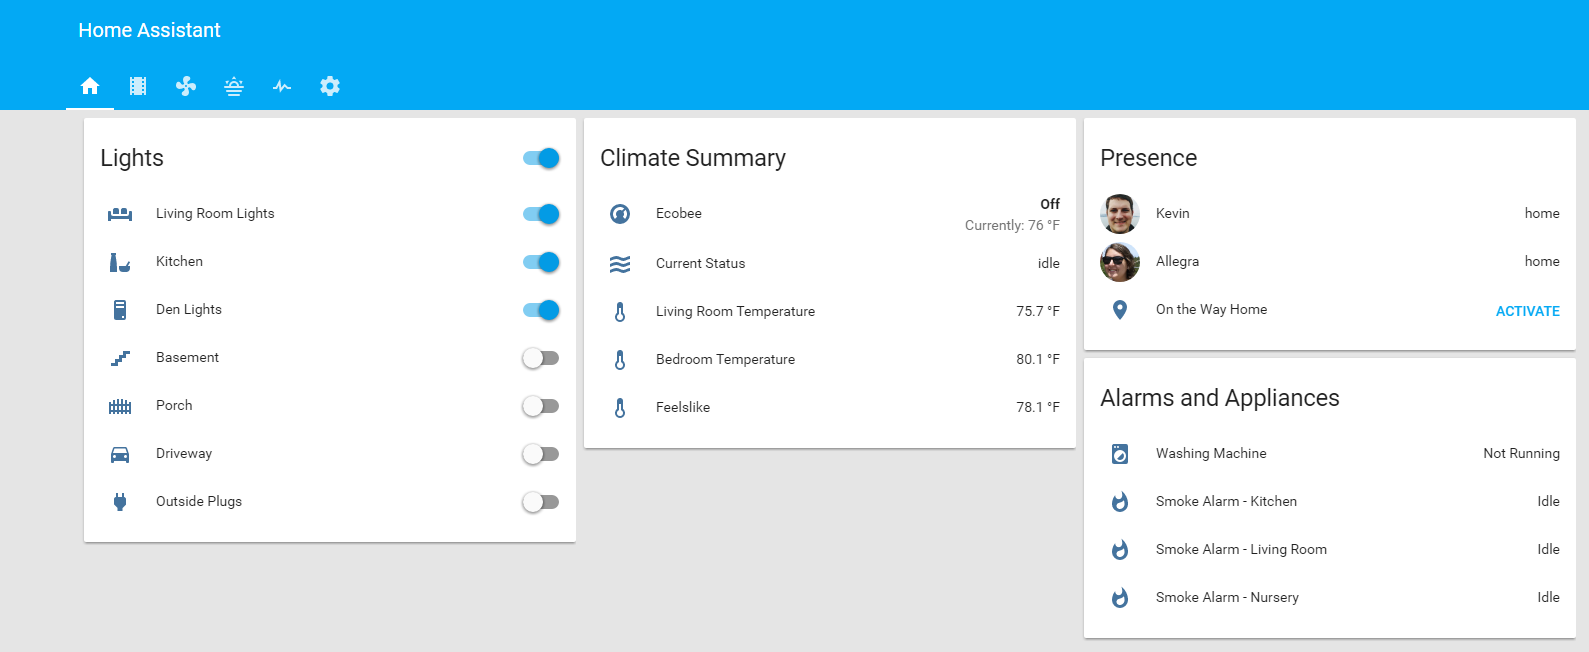 Home Assistant
Lights
Living Room Lights
Kitchen
Den Lights
Basement
Porch
Driveway
Outside Plugs
Climate Summary
Ecobee Off
Currently: 76 °F
Current Status idle
Living Room Temperature 75.7 °F
Bedroom Temperature 80.1 °F
Feelslike 78.1 °F
Presence
Kevin home
Allegra home
On the Way Home ACTIVATE
Alarms and Appliances
Washing Machine Not Running
Smoke Alarm - Kitchen Idle
Smoke Alarm - Living Room Idle
Smoke Alarm - Nursery Idle